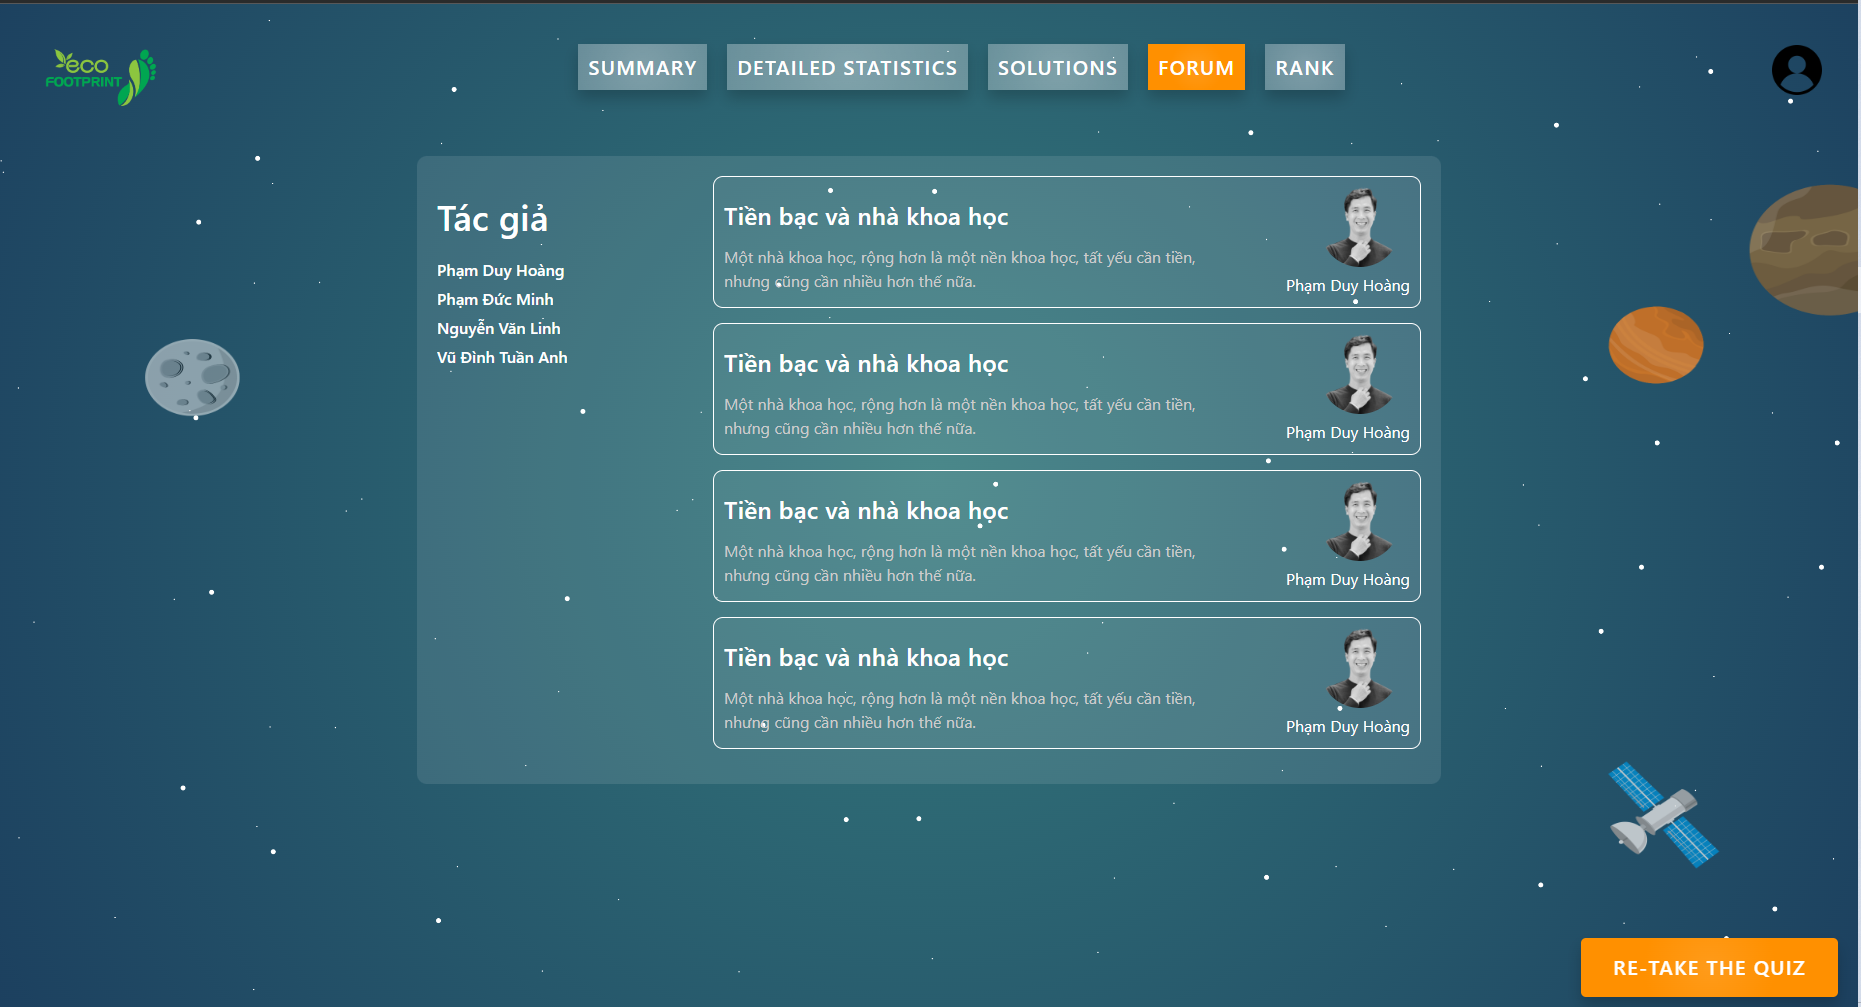 eco
FOOTPRINT
SUMMARY
DETAILED STATISTICS
SOLUTIONS
FORUM
RANK
Tác giả
Phạm Duy Hoàng
Phạm Đức Minh
Nguyễn Văn Linh
Vũ Đình Tuấn Anh
Tiền bạc và nhà khoa học
Một nhà khoa học, rộng hơn là một nền khoa học, tất yếu cần tiền,
nhưng cũng cần nhiều hơn thế nữa.
Phạm Duy Hoàng
Tiền bạc và nhà khoa học
Một nhà khoa học, rộng hơn là một nền khoa học, tất yếu cần tiền,
nhưng cũng cần nhiều hơn thế nữa.
Phạm Duy Hoàng
Tiền bạc và nhà khoa học
Một nhà khoa học, rộng hơn là một nền khoa học, tất yếu cần tiền,
nhưng cũng cần nhiều hơn thế nữa.
Phạm Duy Hoàng
Tiền bạc và nhà khoa học
Một nhà khoa học, rộng hơn là một nền khoa học, tất yếu cần tiền,
nhưng cũng cần nhiều hơn thế nữa.
Phạm Duy Hoàng
RE-TAKE THE QUIZ